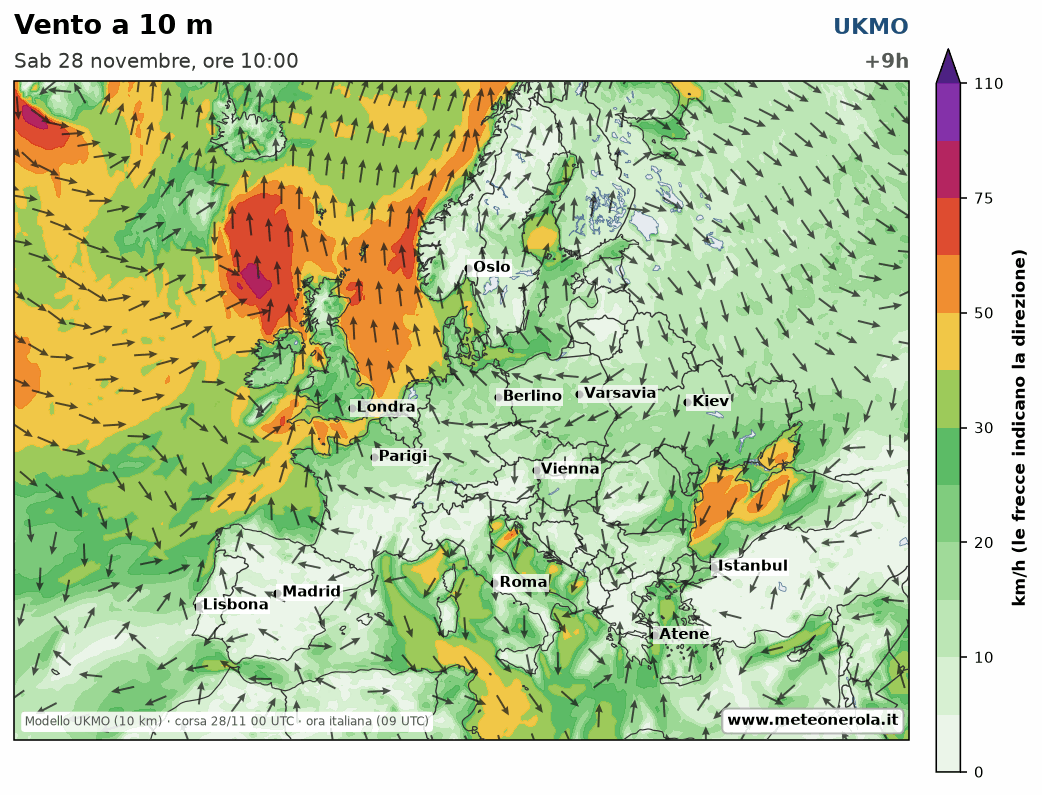 Vento a 10 m
UKMO
Sab 28 novembre, ore 10:00
+9h
110
75
50
30
20
10
0
km/h (le frecce indicano la direzione)
Oslo
Berlino
Varsavia
Kiev
Londra
Parigi
Vienna
Istanbul
Roma
Madrid
Lisbona
Atene
Modello UKMO (10 km) · corsa 28/11 00 UTC · ora italiana (09 UTC)
www.meteonerola.it